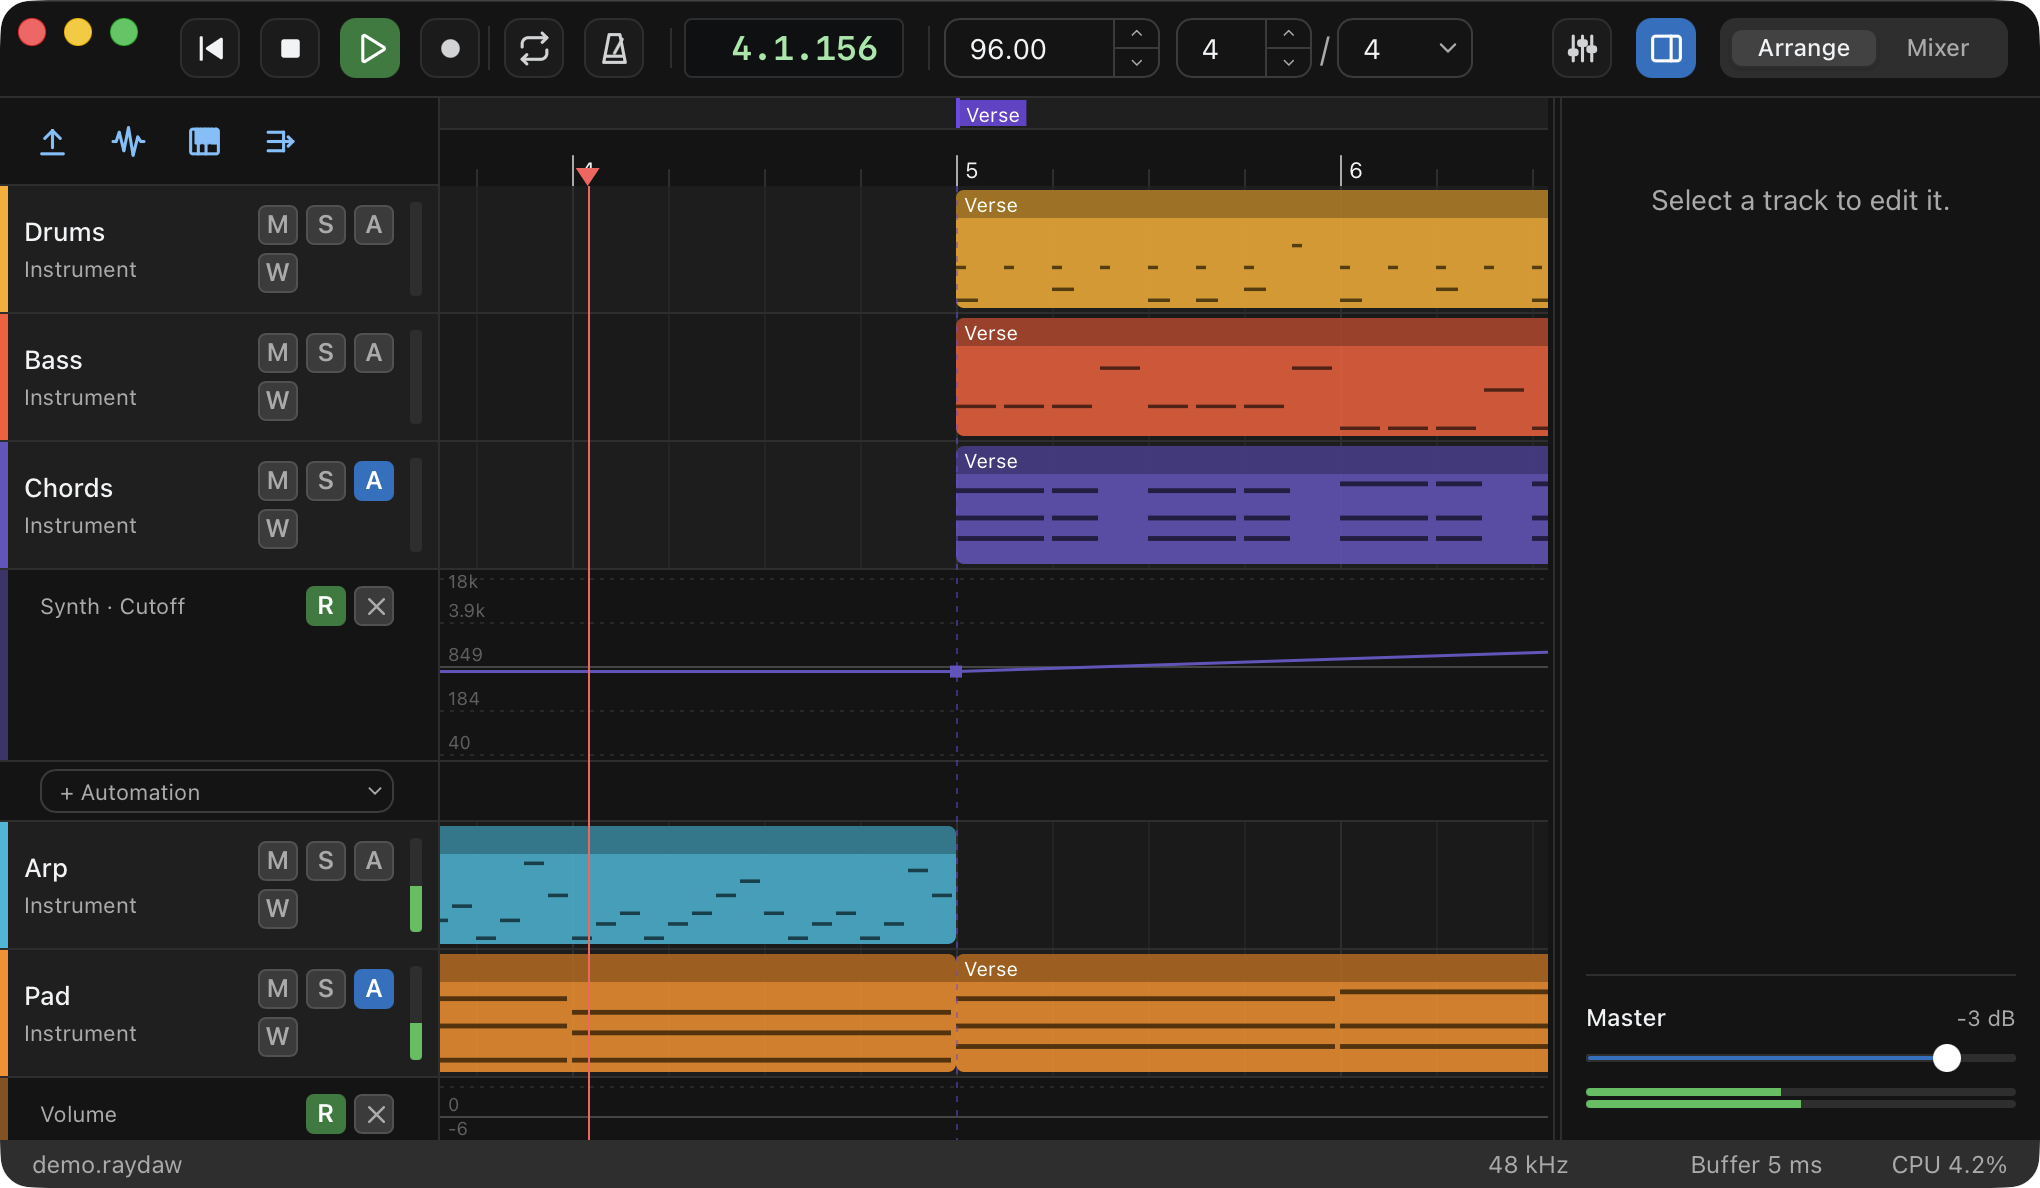 4.1.156
96.00
4
/
4
Arrange
Mixer
Verse
4
5
6
Select a track to edit it.
Drums
Instrument
M
S
A
W
Verse
Bass
Instrument
M
S
A
W
Verse
Chords
Instrument
M
S
A
W
Verse
Synth · Cutoff
R
18k
3.9k
849
184
40
+ Automation
Arp
Instrument
M
S
A
W
Pad
Instrument
M
S
A
W
Verse
Master
-3 dB
Volume
R
0
-6
demo.raydaw
48 kHz
Buffer 5 ms
CPU 4.2%